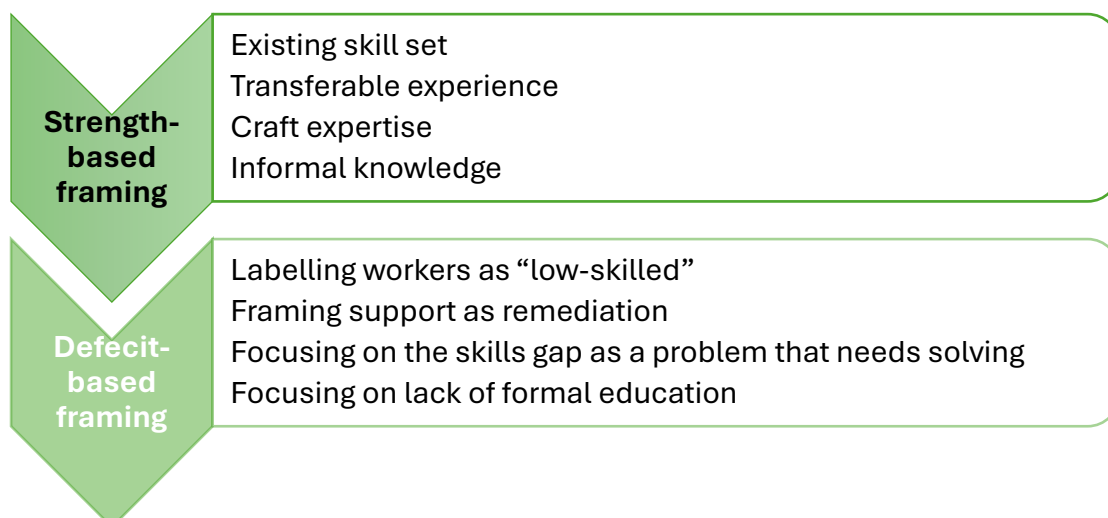 Strength-
based
framing
Existing skill set
Transferable experience
Craft expertise
Informal knowledge
Defecit-
based
framing
Labelling workers as “low-skilled”
Framing support as remediation
Focusing on the skills gap as a problem that needs solving
Focusing on lack of formal education